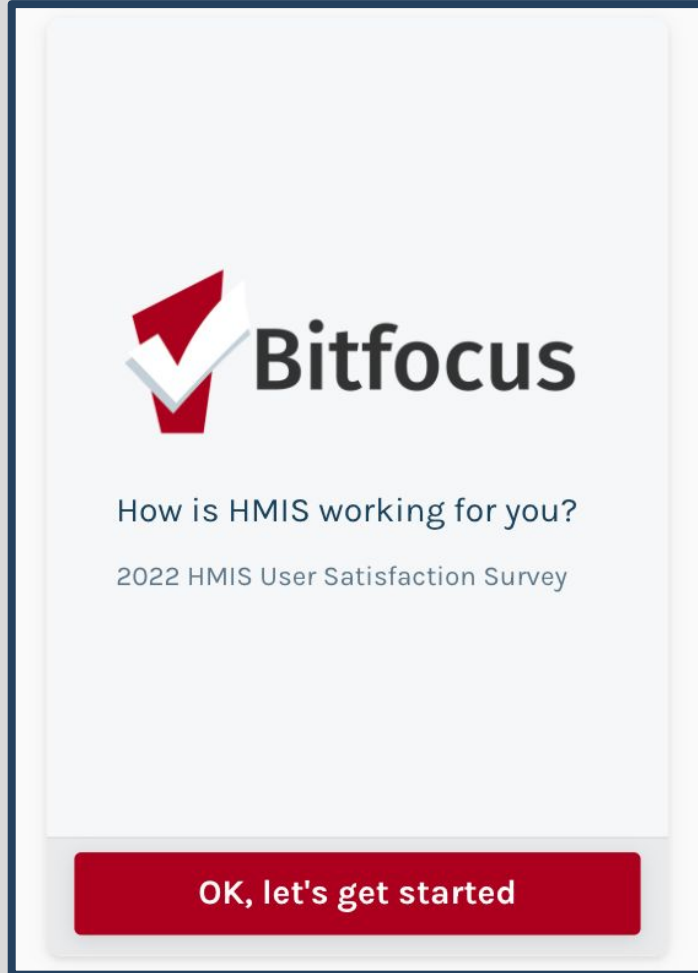 Bitfocus
How is HMIS working for you?
2022 HMIS User Satisfaction Survey
OK, let's get started